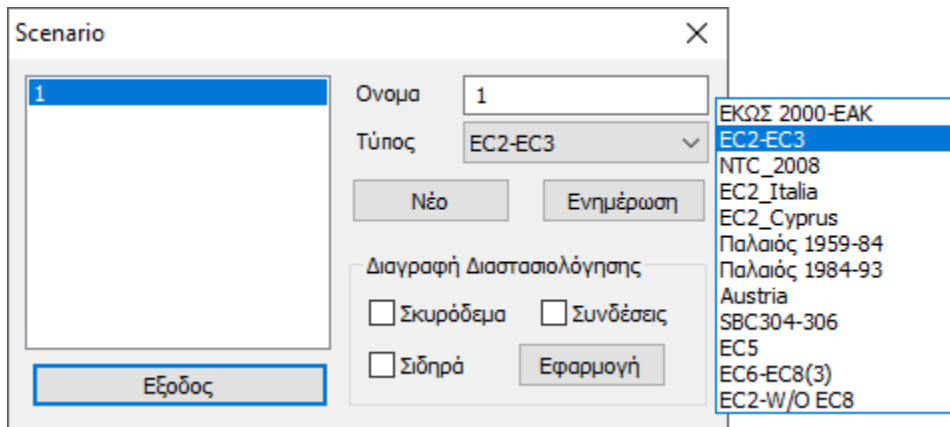 Scenario
1
Ονομα 1
Τύπος EC2-EC3
Νέο Ενημέρωση
Διαγραφή Διαστασιολόγησης
Σκυρόδεμα Συνδέσεις
Σιδηρά Εφαρμογή
Εξοδος
ΕΚΩΣ 2000-ΕΑΚ
EC2-EC3
NTC_2008
EC2_Italia
EC2_Cyprus
Παλαιός 1959-84
Παλαιός 1984-93
Austria
SBC304-306
EC5
EC6-EC8(3)
EC2-W/O EC8